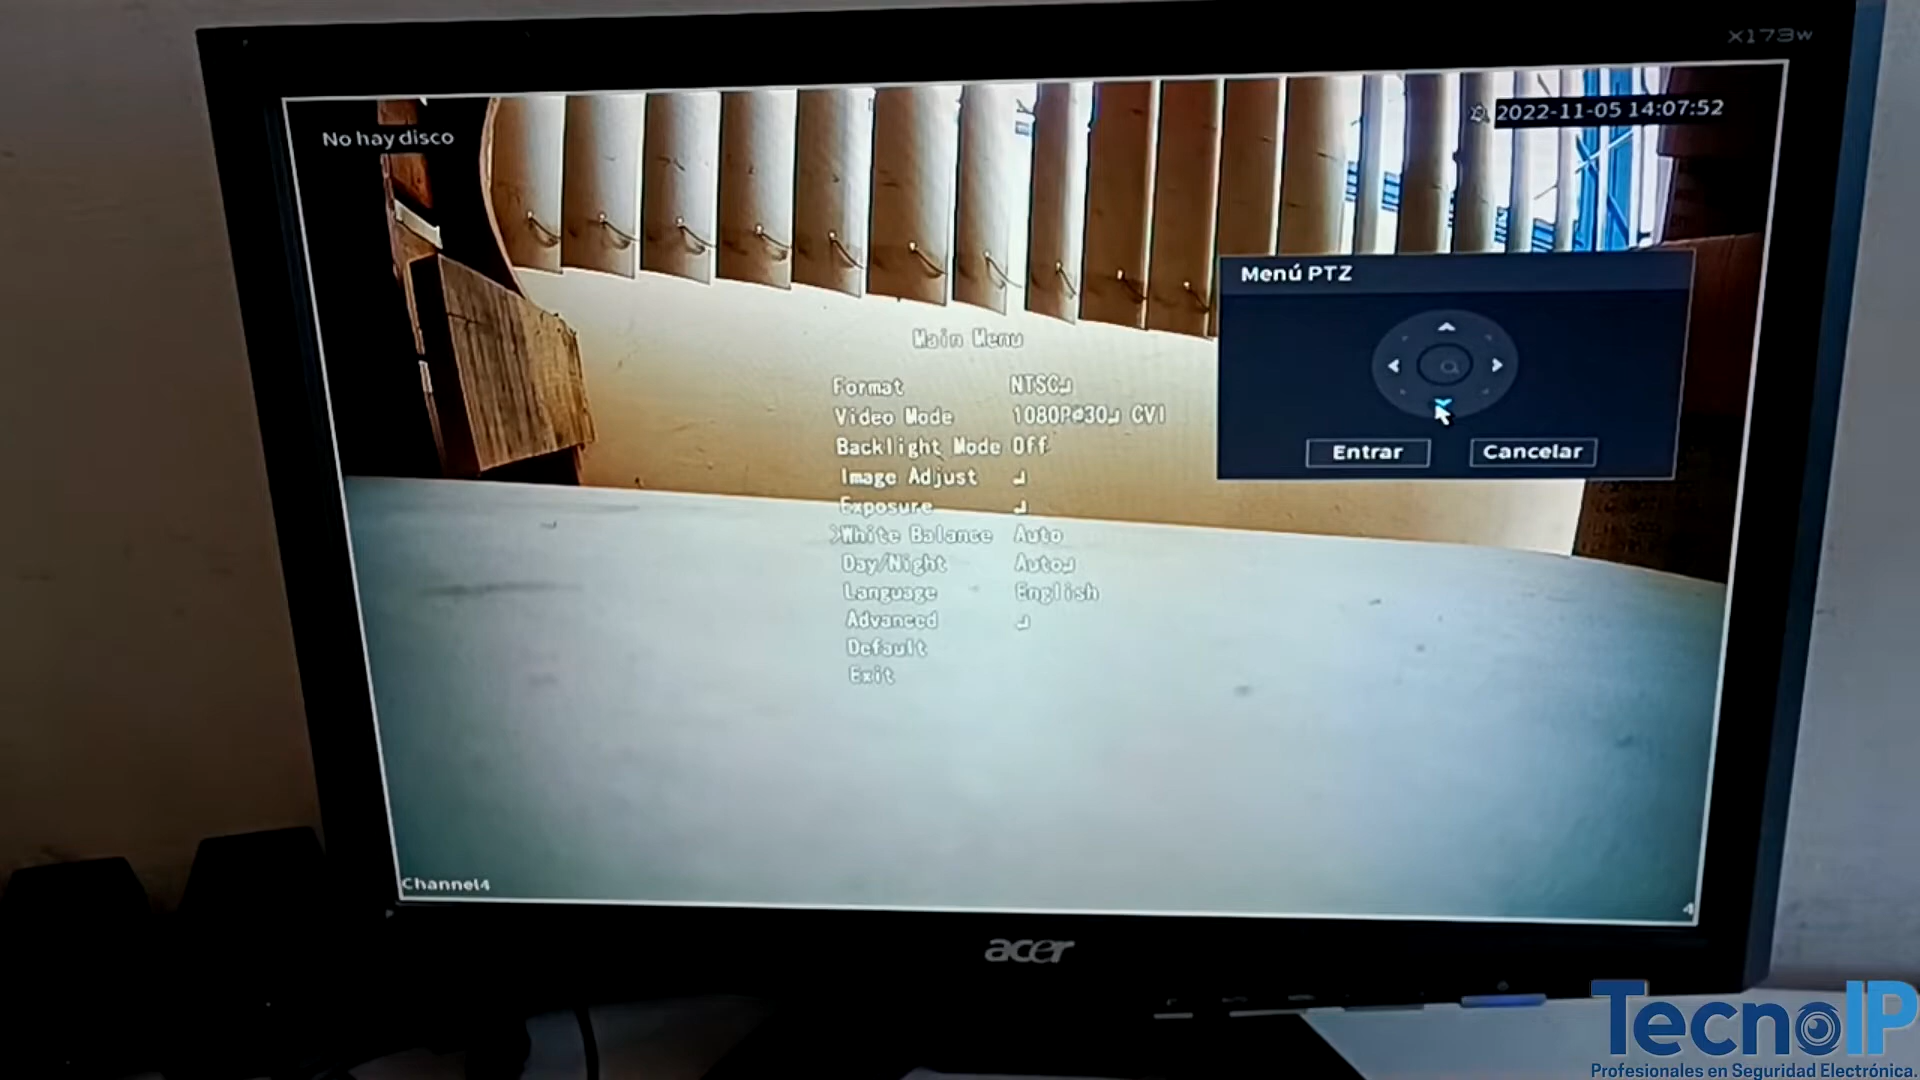 X173w
No hay disco
2022-11-05 14:07:52
Menú PTZ
Main Menu
Format NTSC↲
Video Mode 1080P@30↲ CVI
Backlight Mode Off
Image Adjust ↲
Exposure ↲
>White Balance Auto
Day/Night Auto↲
Language English
Advanced ↲
Default
Exit
Entrar
Cancelar
Channel4
4
acer
TecnoIP
Profesionales en Seguridad Electrónica.